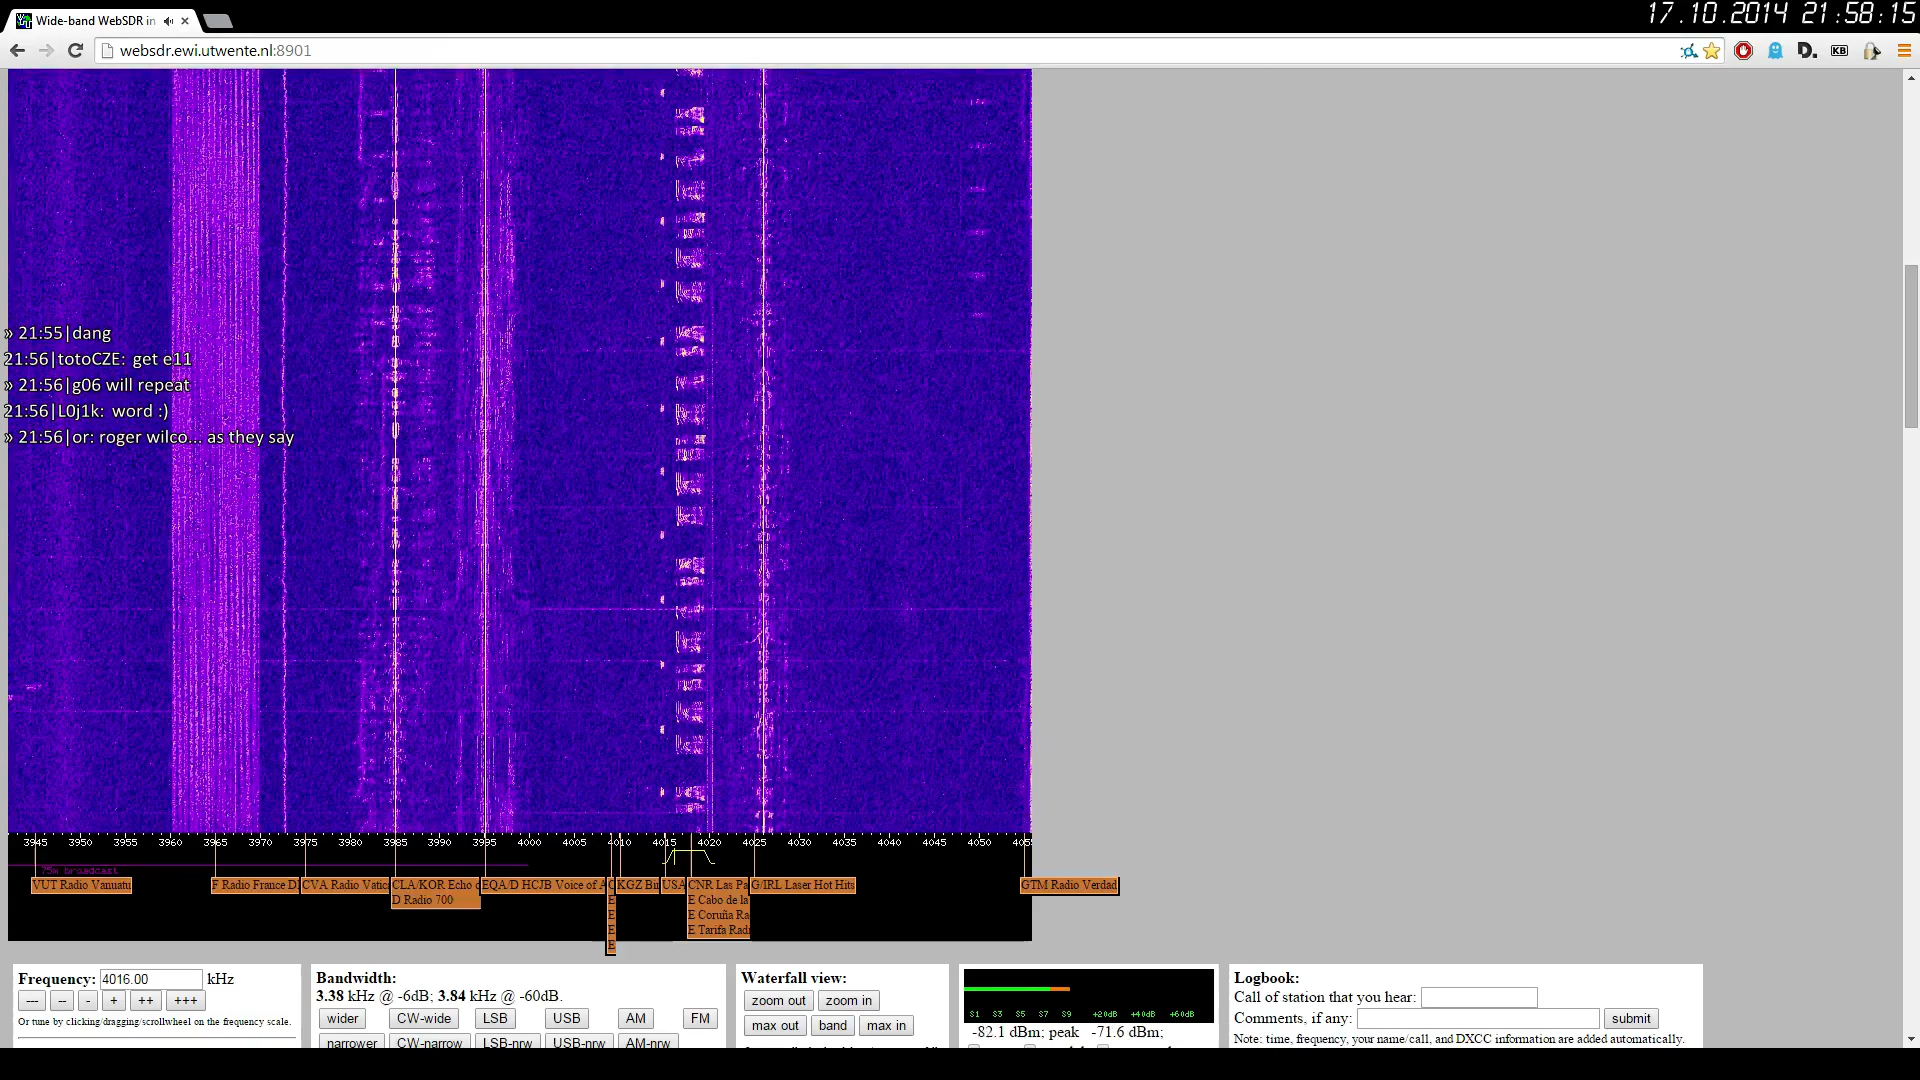 17.10.2014 21:58:15
Wide-band WebSDR in
websdr.ewi.utwente.nl:8901
D.
KB
» 21:55|dang
21:56|totoCZE: get e11
» 21:56|g06 will repeat
21:56|L0j1k: word :)
» 21:56|or: roger wilco... as they say
3945 3950 3955 3960 3965 3970 3975 3980 3985 3990 3995 4000 4005 4010 4015 4020 4025 4030 4035 4040 4045 4050 405
75m broadcast
VUT Radio Vanuatu
F Radio France D
CVA Radio Vatic
CLA/KOR Echo
D Radio 700
EQA/D HCJB Voice of A
E
E
E
E
KGZ Bi
USA
CNR Las Pa
E Cabo de la
E Coruña Ra
E Tarifa Radi
G/IRL Laser Hot Hits
GTM Radio Verdad
Frequency: 4016.00 kHz
--- -- - + ++ +++
Or tune by clicking/dragging/scrollwheel on the frequency scale.
Bandwidth:
3.38 kHz @ -6dB; 3.84 kHz @ -60dB.
wider CW-wide LSB USB AM FM
narrower CW-narrow LSB-nrw USB-nrw AM-nrw
Waterfall view:
zoom out zoom in
max out band max in
S1 S3 S5 S7 S9 +20dB +40dB +60dB
-82.1 dBm; peak -71.6 dBm;
Logbook:
Call of station that you hear:
Comments, if any: submit
Note: time, frequency, your name/call, and DXCC information are added automatically.